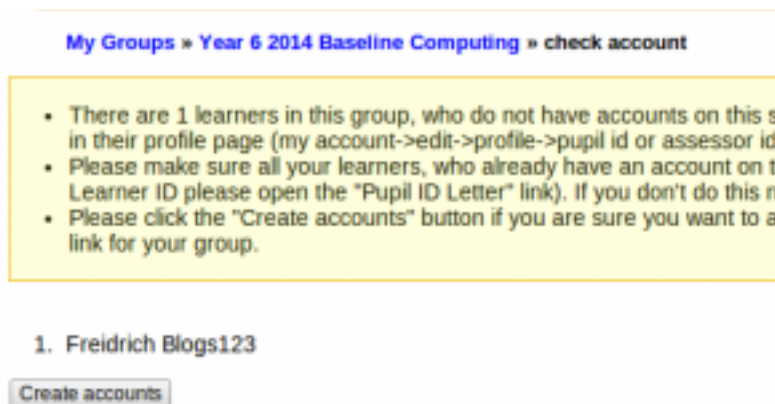 My Groups » Year 6 2014 Baseline Computing » check account
• There are 1 learners in this group, who do not have accounts on this s
in their profile page (my account->edit->profile->pupil id or assessor id
• Please make sure all your learners, who already have an account on t
Learner ID please open the "Pupil ID Letter" link). If you don't do this
• Please click the "Create accounts" button if you are sure you want to a
link for your group.
1. Freidrich Blogs123
Create accounts